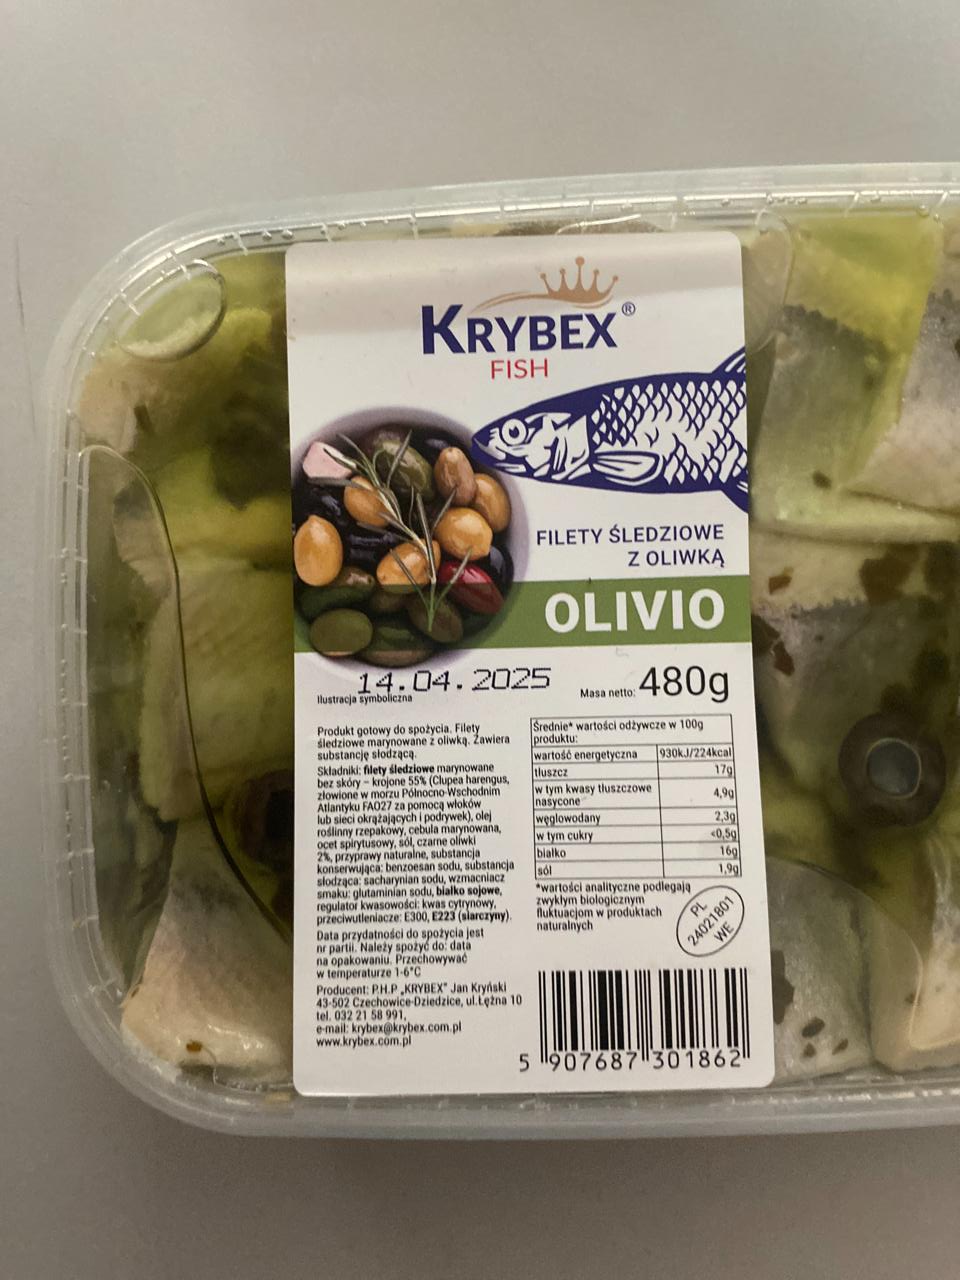 KRYBEX®
FISH
FILETY ŚLEDZIOWE
Z OLIWKĄ
OLIVIO
14.04.2025
Ilustracja symboliczna
Masa netto: 480g
Produkt gotowy do spożycia. Filety
śledziowe marynowane z oliwką. Zawiera
substancję słodzącą.
Składniki: filety śledziowe marynowane
bez skóry – krojone 55% (Clupea harengus,
złowione w morzu Północno-Wschodnim
Atlantyku FAO27 za pomocą włoków
lub sieci okrążających i podrywek), olej
roślinny rzepakowy, cebula marynowana,
ocet spirytusowy, sól, czarne oliwki
2%, przyprawy naturalne, substancja
konserwująca: benzoesan sodu, substancja
słodząca: sacharynian sodu, wzmacniacz
smaku: glutaminian sodu, białko sojowe,
regulator kwasowości: kwas cytrynowy,
przeciwutleniacze: E300, E223 (siarczyny).
Data przydatności do spożycia jest
nr partii. Należy spożyć do: data
na opakowaniu. Przechowywać
w temperaturze 1-6°C
Producent: P.H.P „KRYBEX" Jan Kryński
43-502 Czechowice-Dziedzice, ul.Łężna 10
tel. 032 21 58 991,
e-mail: krybex@krybex.com.pl
www.krybex.com.pl
Średnie* wartości odżywcze w 100g
produktu:
wartość energetyczna 930kJ/224kcal
tłuszcz 17g
w tym kwasy tłuszczowe
nasycone 4,9g
węglowodany 2,3g
w tym cukry <0,5g
białko 16g
sól 1,9g
*wartości analityczne podlegają
zwykłym biologicznym
fluktuacjom w produktach
naturalnych
PL
24021801
WE
5 907687 301862